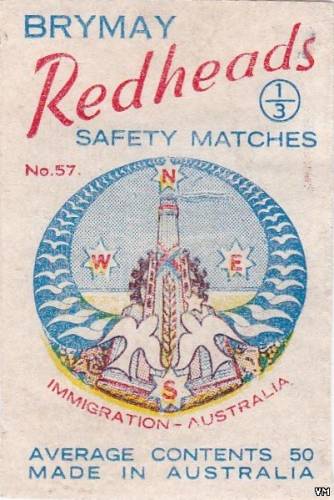 BRYMAY
Redheads
1/3
SAFETY MATCHES
No.57.
N
W E
S
IMMIGRATION - AUSTRALIA.
AVERAGE CONTENTS 50
MADE IN AUSTRALIA
VM